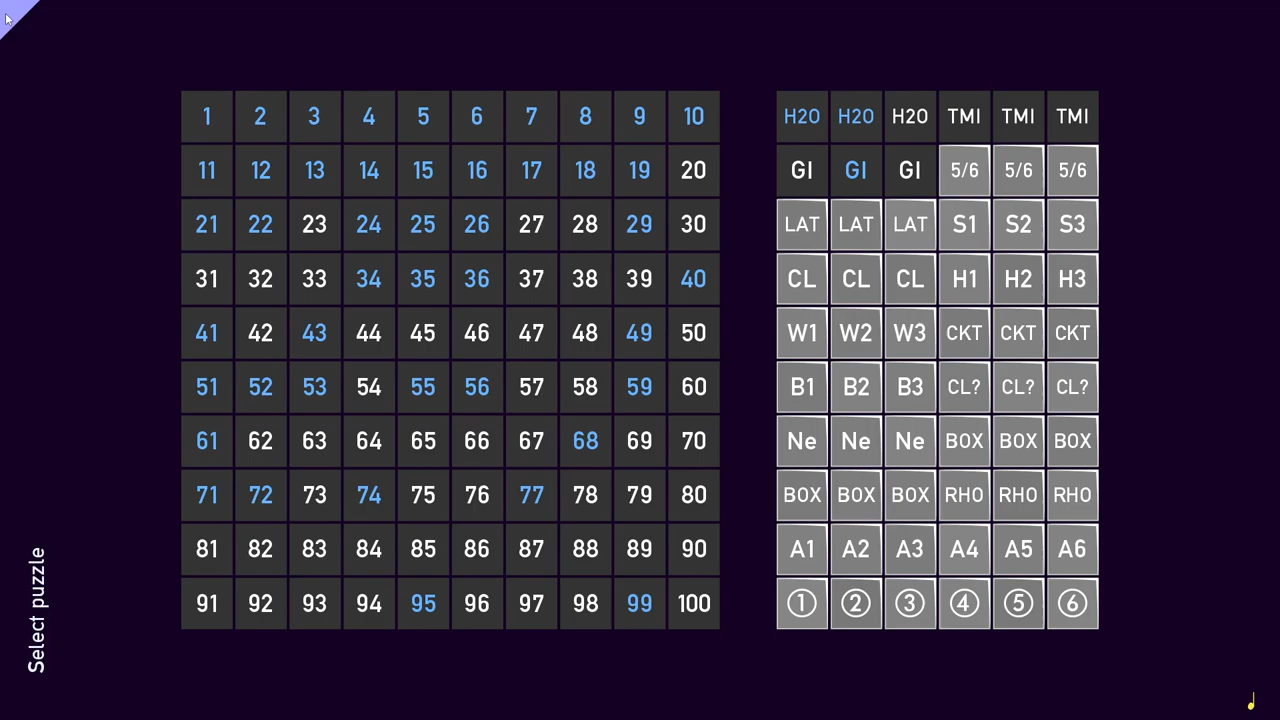 1 2 3 4 5 6 7 8 9 10 H2O H2O H2O TMI TMI TMI
11 12 13 14 15 16 17 18 19 20 GI GI GI 5/6 5/6 5/6
21 22 23 24 25 26 27 28 29 30 LAT LAT LAT S1 S2 S3
31 32 33 34 35 36 37 38 39 40 CL CL CL H1 H2 H3
41 42 43 44 45 46 47 48 49 50 W1 W2 W3 CKT CKT CKT
51 52 53 54 55 56 57 58 59 60 B1 B2 B3 CL? CL? CL?
61 62 63 64 65 66 67 68 69 70 Ne Ne Ne BOX BOX BOX
71 72 73 74 75 76 77 78 79 80 BOX BOX BOX RHO RHO RHO
81 82 83 84 85 86 87 88 89 90 A1 A2 A3 A4 A5 A6
91 92 93 94 95 96 97 98 99 100 ① ② ③ ④ ⑤ ⑥
Select puzzle